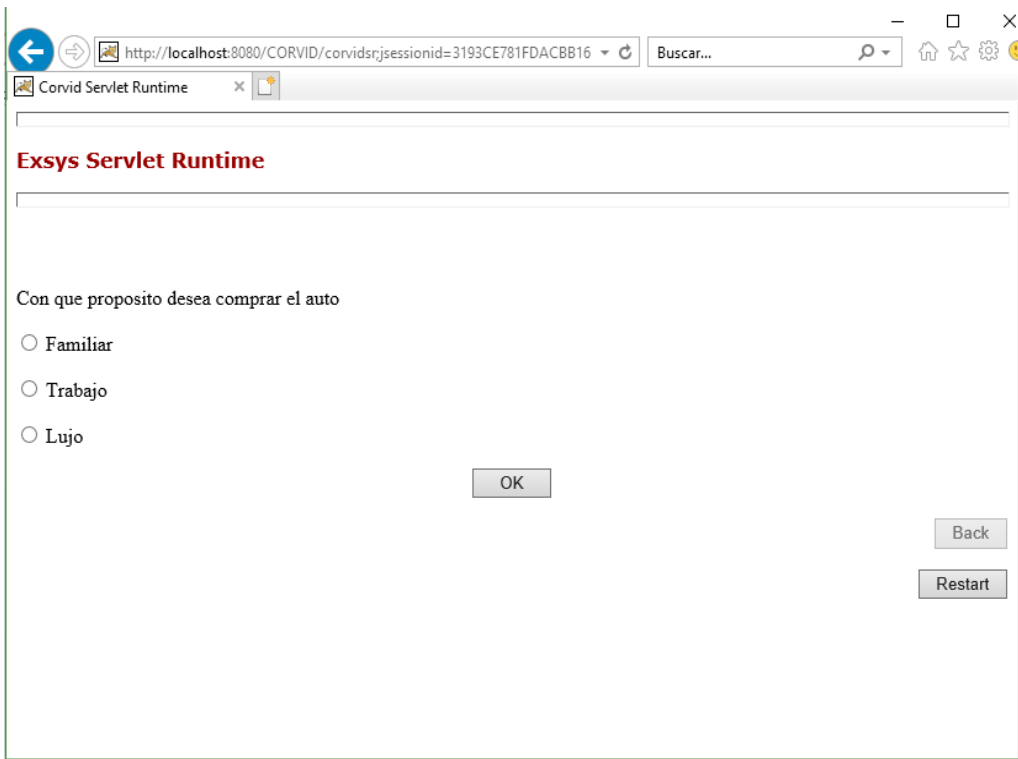 http://localhost:8080/CORVID/corvidsr;jsessionid=3193CE781FDACBB16
Buscar...
Corvid Servlet Runtime
Exsys Servlet Runtime
Con que proposito desea comprar el auto
Familiar
Trabajo
Lujo
OK
Back
Restart